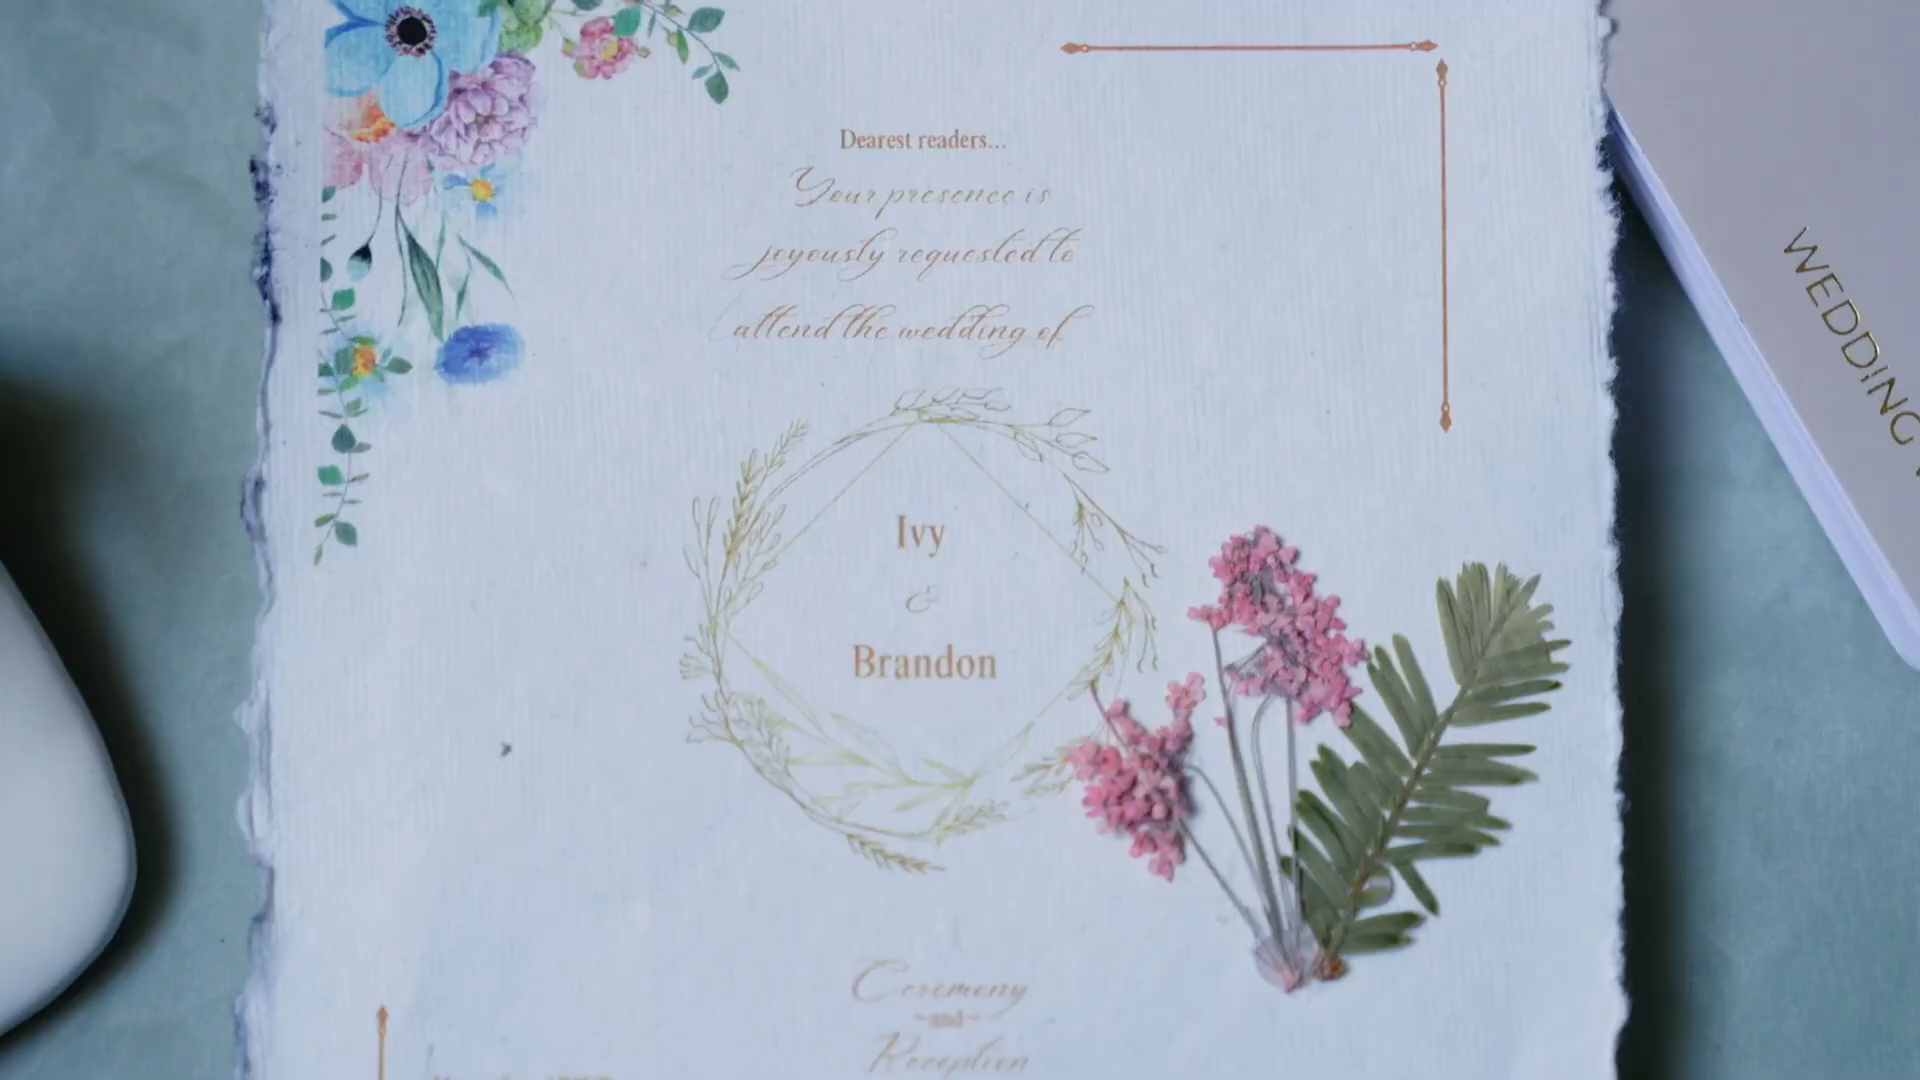 Dearest readers...
Your presence is
joyously requested to
attend the wedding of
Ivy
&
Brandon
Ceremony
~and~
Reception
WEDDING